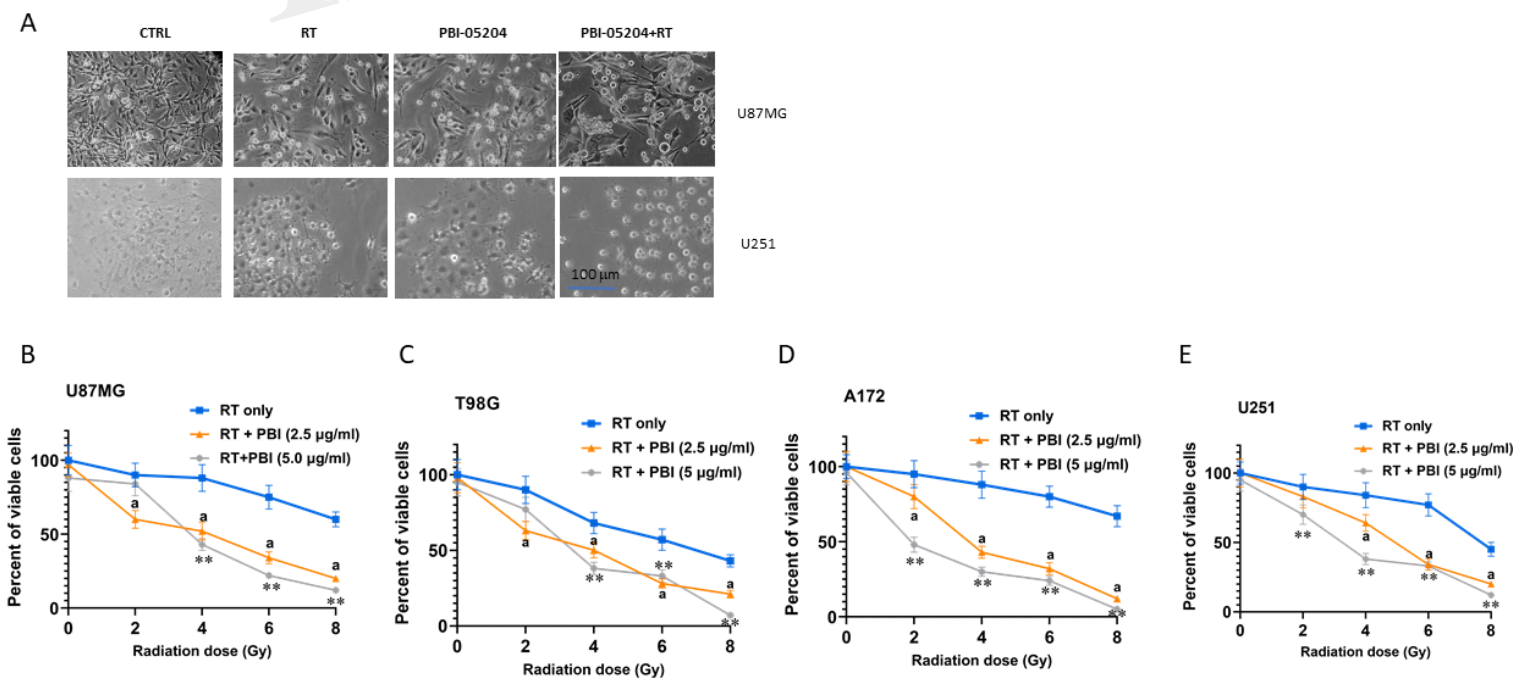 A
CTRL RT PBI-05204 PBI-05204+RT
U87MG
U251
100 µm
B
U87MG
RT only
RT + PBI (2.5 µg/ml)
RT+PBI (5.0 µg/ml)
Percent of viable cells
100
50
0
a a a a
** ** **
0 2 4 6 8
Radiation dose (Gy)
C
T98G
RT only
RT + PBI (2.5 µg/ml)
RT + PBI (5 µg/ml)
Percent of viable cells
100
50
0
a a a a
** ** **
0 2 4 6 8
Radiation dose (Gy)
D
A172
RT only
RT + PBI (2.5 µg/ml)
RT + PBI (5 µg/ml)
Percent of viable cells
100
50
0
a a a a
** ** ** **
0 2 4 6 8
Radiation dose (Gy)
E
U251
RT only
RT + PBI (2.5 µg/ml)
RT + PBI (5 µg/ml)
Percent of viable cells
100
50
0
a a a
** ** ** **
0 2 4 6 8
Radiation dose (Gy)